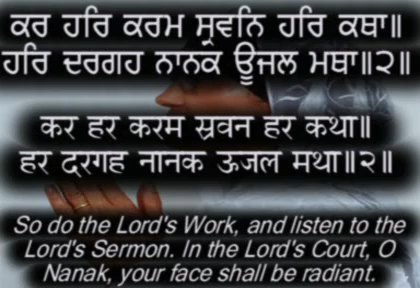 ਕਰ ਹਰਿ ਕਰਮ ਸ੍ਰਵਨਿ ਹਰਿ ਕਥਾ॥
ਹਰਿ ਦਰਗਹ ਨਾਨਕ ਊਜਲ ਮਥਾ॥੨॥
कर हर करम स्रवन हर कथा॥
हर दरगह नानक ऊजल मथा॥२॥
So do the Lord's Work, and listen to the
Lord's Sermon. In the Lord's Court, O
Nanak, your face shall be radiant.